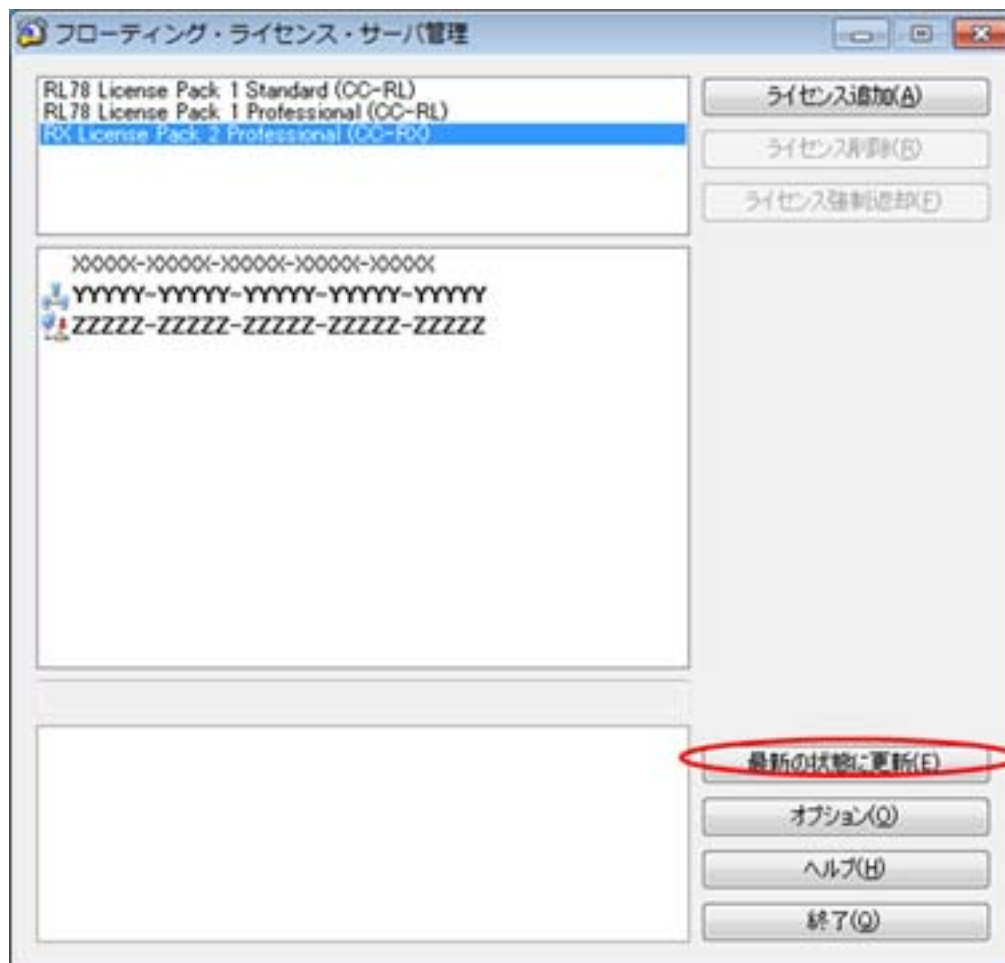 フローティング・ライセンス・サーバ管理
RL78 License Pack 1 Standard (CC-RL)
RL78 License Pack 1 Professional (CC-RL)
RX License Pack 2 Professional (CC-RX)
ライセンス追加(A)
ライセンス削除(R)
ライセンス強制返却(F)
XXXXX-XXXXX-XXXXX-XXXXX-XXXXX
YYYYY-YYYYY-YYYYY-YYYYY-YYYYY
ZZZZZ-ZZZZZ-ZZZZZ-ZZZZZ-ZZZZZ
最新の状態に更新(E)
オプション(O)
ヘルプ(H)
終了(Q)